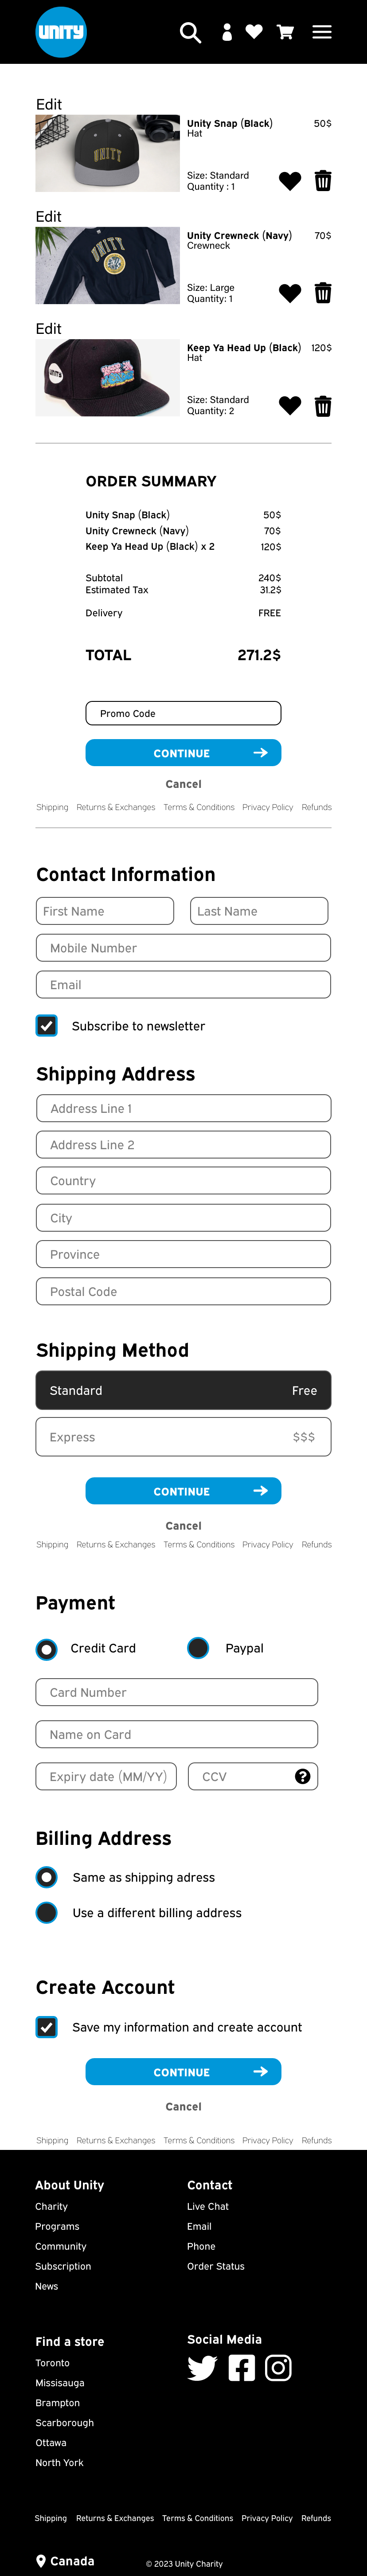 UNITY
Edit
UNITY
Unity Snap (Black) 50$
Hat
Size: Standard
Quantity : 1
Edit
UNITY
Unity Crewneck (Navy) 70$
Crewneck
Size: Large
Quantity: 1
Edit
UNITY
Keep Ya Head Up (Black) 120$
Hat
Size: Standard
Quantity: 2
ORDER SUMMARY
Unity Snap (Black) 50$
Unity Crewneck (Navy) 70$
Keep Ya Head Up (Black) x 2 120$
Subtotal 240$
Estimated Tax 31.2$
Delivery FREE
TOTAL 271.2$
Promo Code
CONTINUE
Cancel
Shipping Returns & Exchanges Terms & Conditions Privacy Policy Refunds
Contact Information
First Name Last Name
Mobile Number
Email
Subscribe to newsletter
Shipping Address
Address Line 1
Address Line 2
Country
City
Province
Postal Code
Shipping Method
Standard Free
Express $$$
CONTINUE
Cancel
Shipping Returns & Exchanges Terms & Conditions Privacy Policy Refunds
Payment
Credit Card Paypal
Card Number
Name on Card
Expiry date (MM/YY) CCV ?
Billing Address
Same as shipping adress
Use a different billing address
Create Account
Save my information and create account
CONTINUE
Cancel
Shipping Returns & Exchanges Terms & Conditions Privacy Policy Refunds
About Unity
Charity
Programs
Community
Subscription
News
Contact
Live Chat
Email
Phone
Order Status
Find a store
Toronto
Missisauga
Brampton
Scarborough
Ottawa
North York
Social Media
Shipping Returns & Exchanges Terms & Conditions Privacy Policy Refunds
Canada
© 2023 Unity Charity